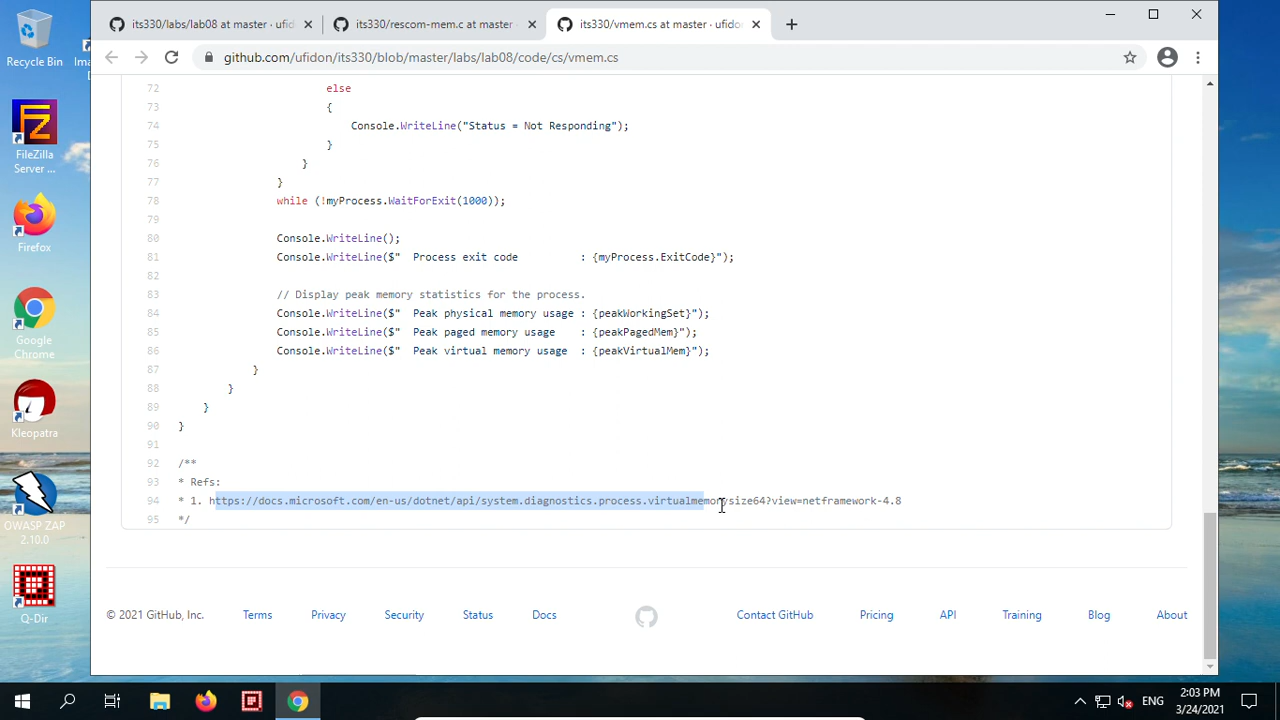 its330/labs/lab08 at master · ufid
its330/rescom-mem.c at master
its330/vmem.cs at master · ufidon
github.com/ufidon/its330/blob/master/labs/lab08/code/cs/vmem.cs
Recycle Bin
FileZilla
Server ...
Firefox
Google
Chrome
Kleopatra
OWASP ZAP
2.10.0
Q-Dir
72 else
73 {
74 Console.WriteLine("Status = Not Responding");
75 }
76 }
77 }
78 while (!myProcess.WaitForExit(1000));
79
80 Console.WriteLine();
81 Console.WriteLine($"  Process exit code          : {myProcess.ExitCode}");
82
83 // Display peak memory statistics for the process.
84 Console.WriteLine($"  Peak physical memory usage : {peakWorkingSet}");
85 Console.WriteLine($"  Peak paged memory usage    : {peakPagedMem}");
86 Console.WriteLine($"  Peak virtual memory usage  : {peakVirtualMem}");
87 }
88 }
89 }
90 }
91
92 /**
93 * Refs:
94 * 1. https://docs.microsoft.com/en-us/dotnet/api/system.diagnostics.process.virtualmemorysize64?view=netframework-4.8
95 */
© 2021 GitHub, Inc. Terms Privacy Security Status Docs Contact GitHub Pricing API Training Blog About
ENG
2:03 PM
3/24/2021